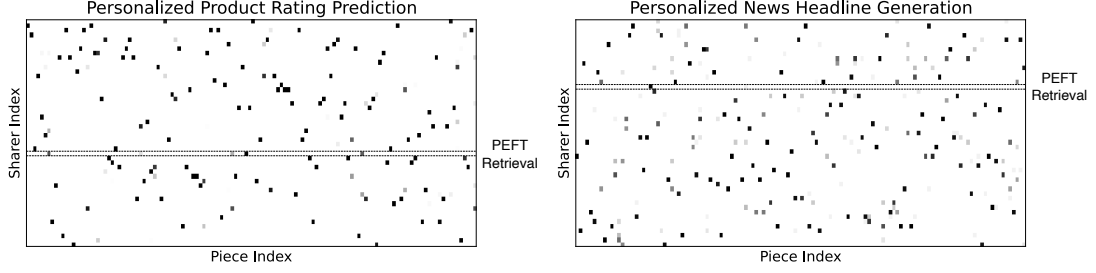 Personalized Product Rating Prediction
Sharer Index
PEFT
Retrieval
Piece Index
Personalized News Headline Generation
Sharer Index
PEFT
Retrieval
Piece Index